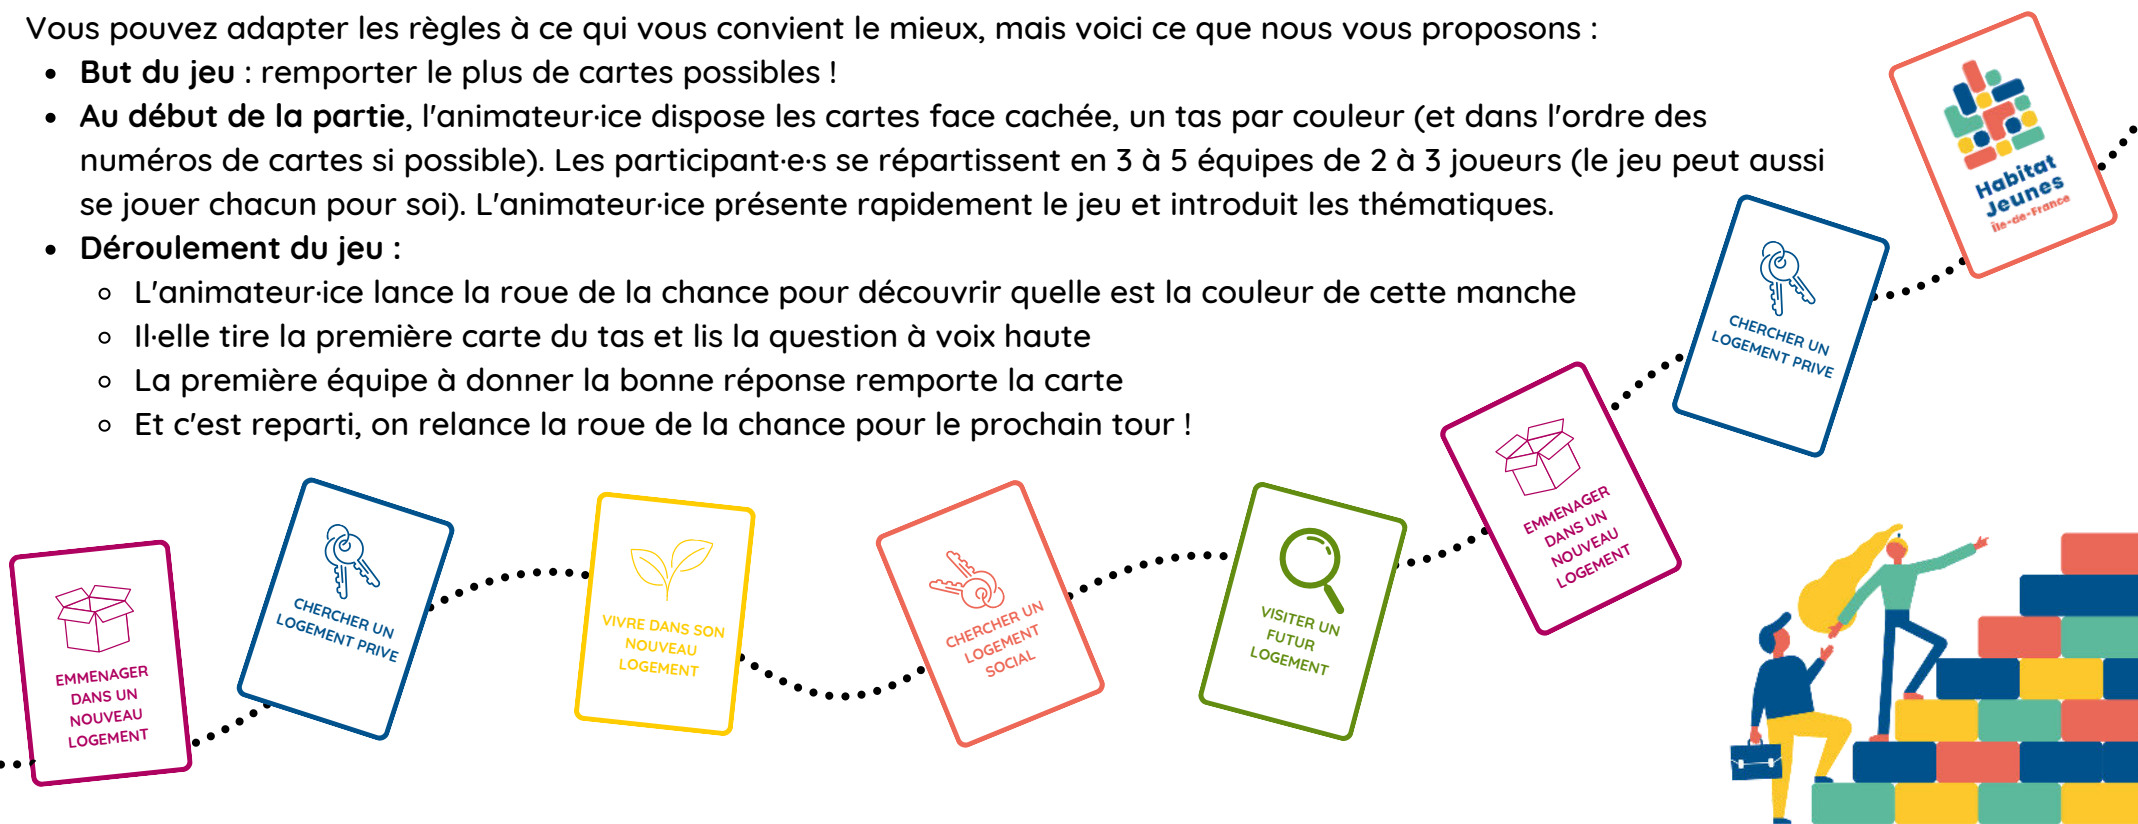 Vous pouvez adapter les règles à ce qui vous convient le mieux, mais voici ce que nous vous proposons :
• But du jeu : remporter le plus de cartes possibles !
• Au début de la partie, l'animateur·ice dispose les cartes face cachée, un tas par couleur (et dans l'ordre des
numéros de cartes si possible). Les participant·e·s se répartissent en 3 à 5 équipes de 2 à 3 joueurs (le jeu peut aussi
se jouer chacun pour soi). L'animateur·ice présente rapidement le jeu et introduit les thématiques.
• Déroulement du jeu :
◦ L'animateur·ice lance la roue de la chance pour découvrir quelle est la couleur de cette manche
◦ Il·elle tire la première carte du tas et lis la question à voix haute
◦ La première équipe à donner la bonne réponse remporte la carte
◦ Et c'est reparti, on relance la roue de la chance pour le prochain tour !
EMMENAGER
DANS UN
NOUVEAU
LOGEMENT
CHERCHER UN
LOGEMENT PRIVE
VIVRE DANS SON
NOUVEAU
LOGEMENT
CHERCHER UN
LOGEMENT
SOCIAL
VISITER UN
FUTUR
LOGEMENT
EMMENAGER
DANS UN
NOUVEAU
LOGEMENT
CHERCHER UN
LOGEMENT PRIVE
Habitat
Jeunes
Île-de-France